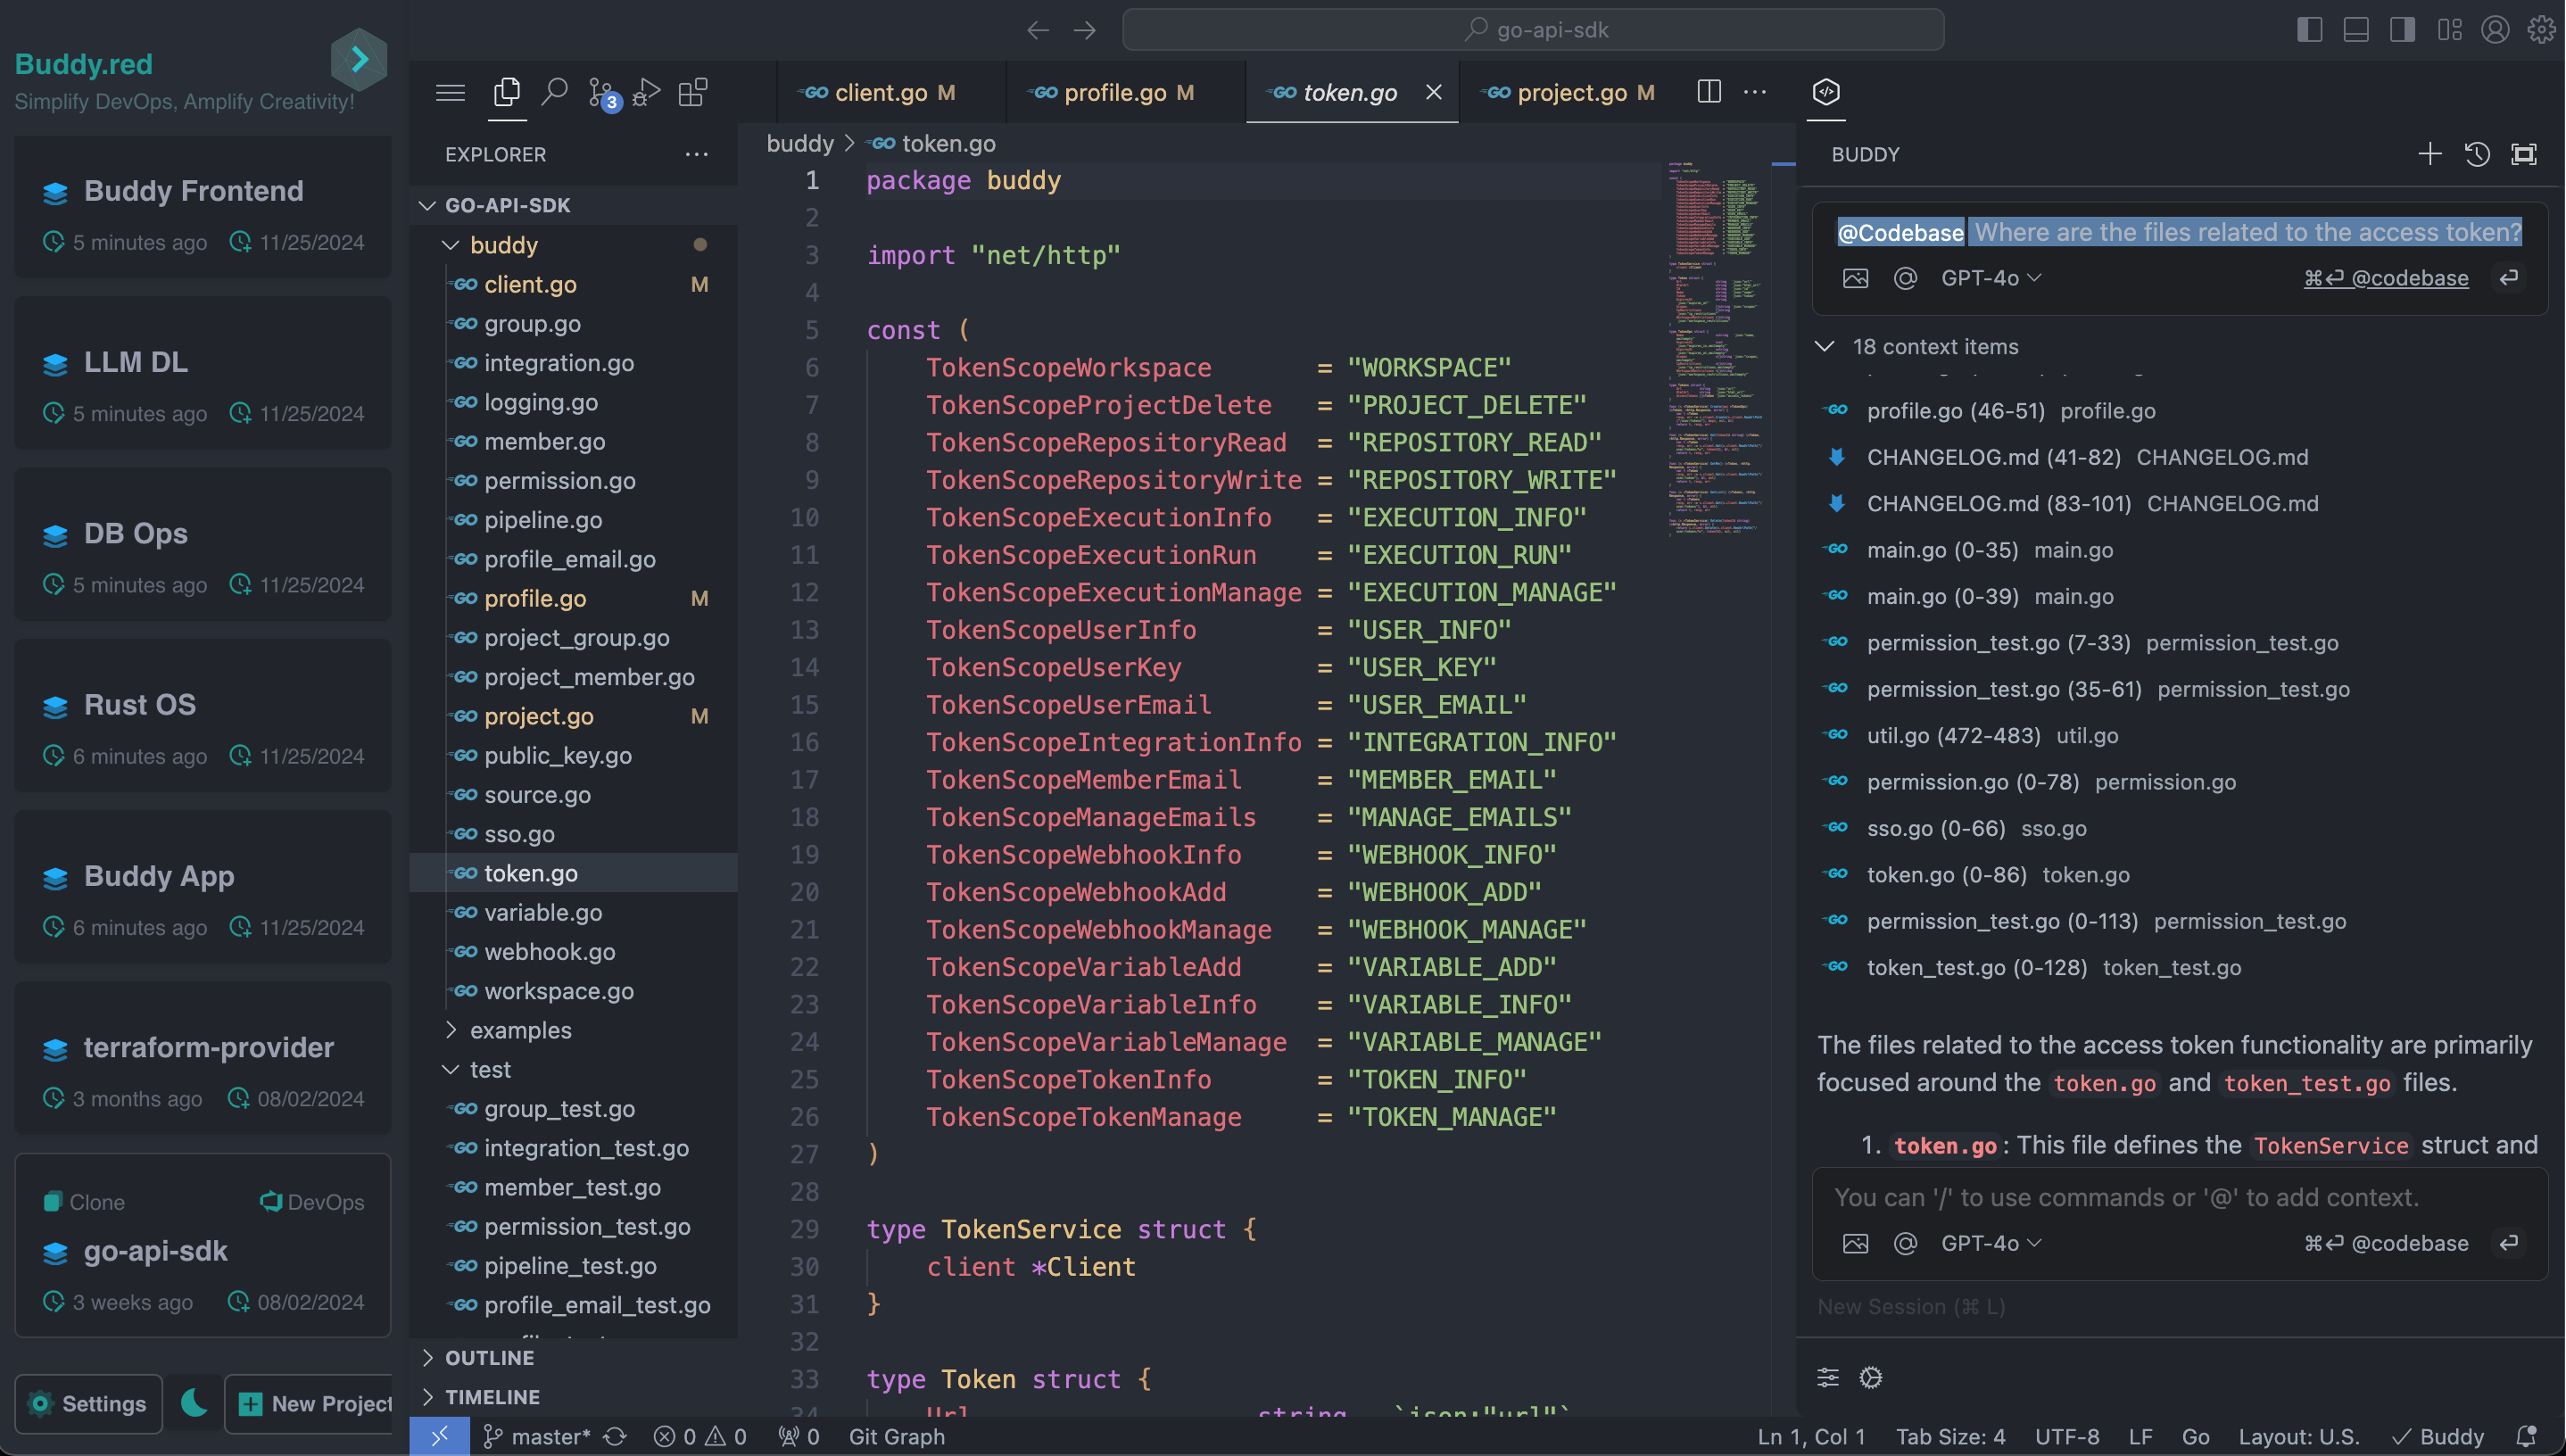 Buddy.red
Simplify DevOps, Amplify Creativity!
Buddy Frontend
5 minutes ago 11/25/2024
LLM DL
5 minutes ago 11/25/2024
DB Ops
5 minutes ago 11/25/2024
Rust OS
6 minutes ago 11/25/2024
Buddy App
6 minutes ago 11/25/2024
terraform-provider
3 months ago 08/02/2024
Clone DevOps
go-api-sdk
3 weeks ago 08/02/2024
Settings New Project
go-api-sdk
3
EXPLORER
GO-API-SDK
buddy
client.go M
group.go
integration.go
logging.go
member.go
permission.go
pipeline.go
profile_email.go
profile.go M
project_group.go
project_member.go
project.go M
public_key.go
source.go
sso.go
token.go
variable.go
webhook.go
workspace.go
examples
test
group_test.go
integration_test.go
member_test.go
permission_test.go
pipeline_test.go
profile_email_test.go
OUTLINE
TIMELINE
client.go M profile.go M token.go project.go M
buddy > token.go
1 package buddy
2
3 import "net/http"
4
5 const (
6 TokenScopeWorkspace = "WORKSPACE"
7 TokenScopeProjectDelete = "PROJECT_DELETE"
8 TokenScopeRepositoryRead = "REPOSITORY_READ"
9 TokenScopeRepositoryWrite = "REPOSITORY_WRITE"
10 TokenScopeExecutionInfo = "EXECUTION_INFO"
11 TokenScopeExecutionRun = "EXECUTION_RUN"
12 TokenScopeExecutionManage = "EXECUTION_MANAGE"
13 TokenScopeUserInfo = "USER_INFO"
14 TokenScopeUserKey = "USER_KEY"
15 TokenScopeUserEmail = "USER_EMAIL"
16 TokenScopeIntegrationInfo = "INTEGRATION_INFO"
17 TokenScopeMemberEmail = "MEMBER_EMAIL"
18 TokenScopeManageEmails = "MANAGE_EMAILS"
19 TokenScopeWebhookInfo = "WEBHOOK_INFO"
20 TokenScopeWebhookAdd = "WEBHOOK_ADD"
21 TokenScopeWebhookManage = "WEBHOOK_MANAGE"
22 TokenScopeVariableAdd = "VARIABLE_ADD"
23 TokenScopeVariableInfo = "VARIABLE_INFO"
24 TokenScopeVariableManage = "VARIABLE_MANAGE"
25 TokenScopeTokenInfo = "TOKEN_INFO"
26 TokenScopeTokenManage = "TOKEN_MANAGE"
27 )
28
29 type TokenService struct {
30 client *Client
31 }
32
33 type Token struct {
34 Url string `json:"url"`
BUDDY
@Codebase Where are the files related to the access token?
GPT-4o ⌘⏎ @codebase
18 context items
profile.go (46-51) profile.go
CHANGELOG.md (41-82) CHANGELOG.md
CHANGELOG.md (83-101) CHANGELOG.md
main.go (0-35) main.go
main.go (0-39) main.go
permission_test.go (7-33) permission_test.go
permission_test.go (35-61) permission_test.go
util.go (472-483) util.go
permission.go (0-78) permission.go
sso.go (0-66) sso.go
token.go (0-86) token.go
permission_test.go (0-113) permission_test.go
token_test.go (0-128) token_test.go
The files related to the access token functionality are primarily
focused around the token.go and token_test.go files.
1. token.go: This file defines the TokenService struct and
You can '/' to use commands or '@' to add context.
GPT-4o ⌘⏎ @codebase
New Session (⌘ L)
master* 0 0 0 Git Graph Ln 1, Col 1 Tab Size: 4 UTF-8 LF Go Layout: U.S. Buddy